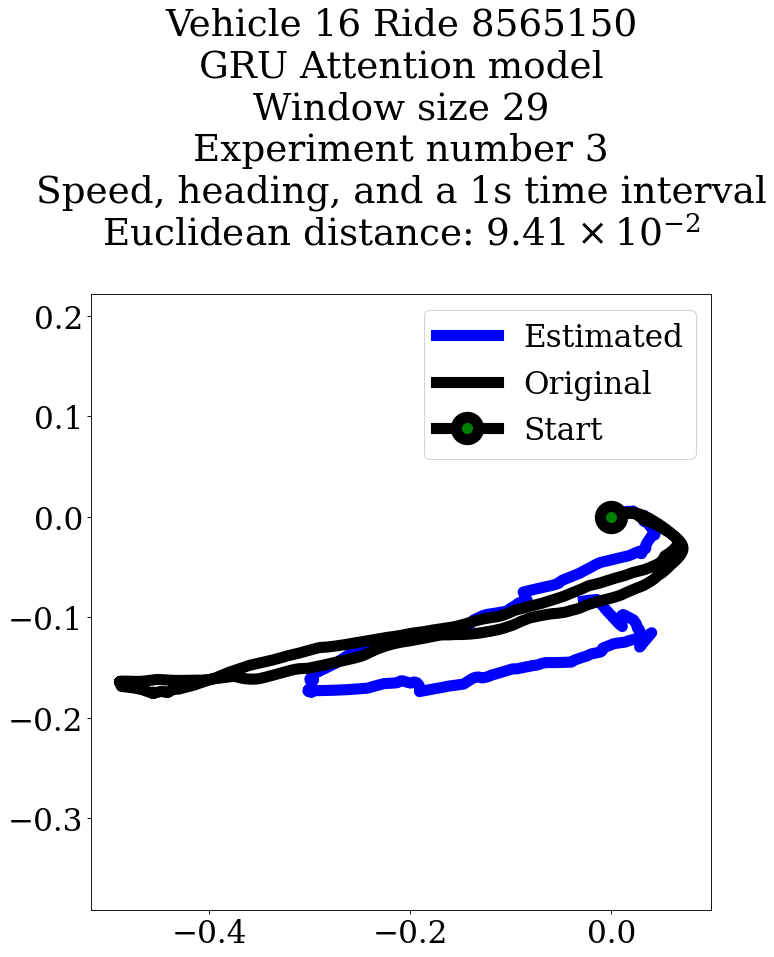 Vehicle 16 Ride 8565150
GRU Attention model
Window size 29
Experiment number 3
Speed, heading, and a 1s time interval
Euclidean distance: 9.41 × 10⁻²
Estimated
Original
Start
0.2
0.1
0.0
−0.1
−0.2
−0.3
−0.4
−0.2
0.0